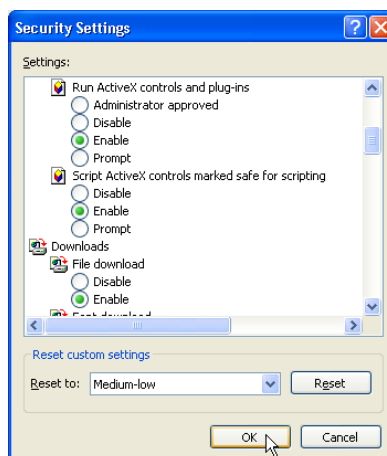 Security Settings
Settings:
Run ActiveX controls and plug-ins
Administrator approved
Disable
Enable
Prompt
Script ActiveX controls marked safe for scripting
Disable
Enable
Prompt
Downloads
File download
Disable
Enable
Font download
Reset custom settings
Reset to: Medium-low Reset
OK Cancel